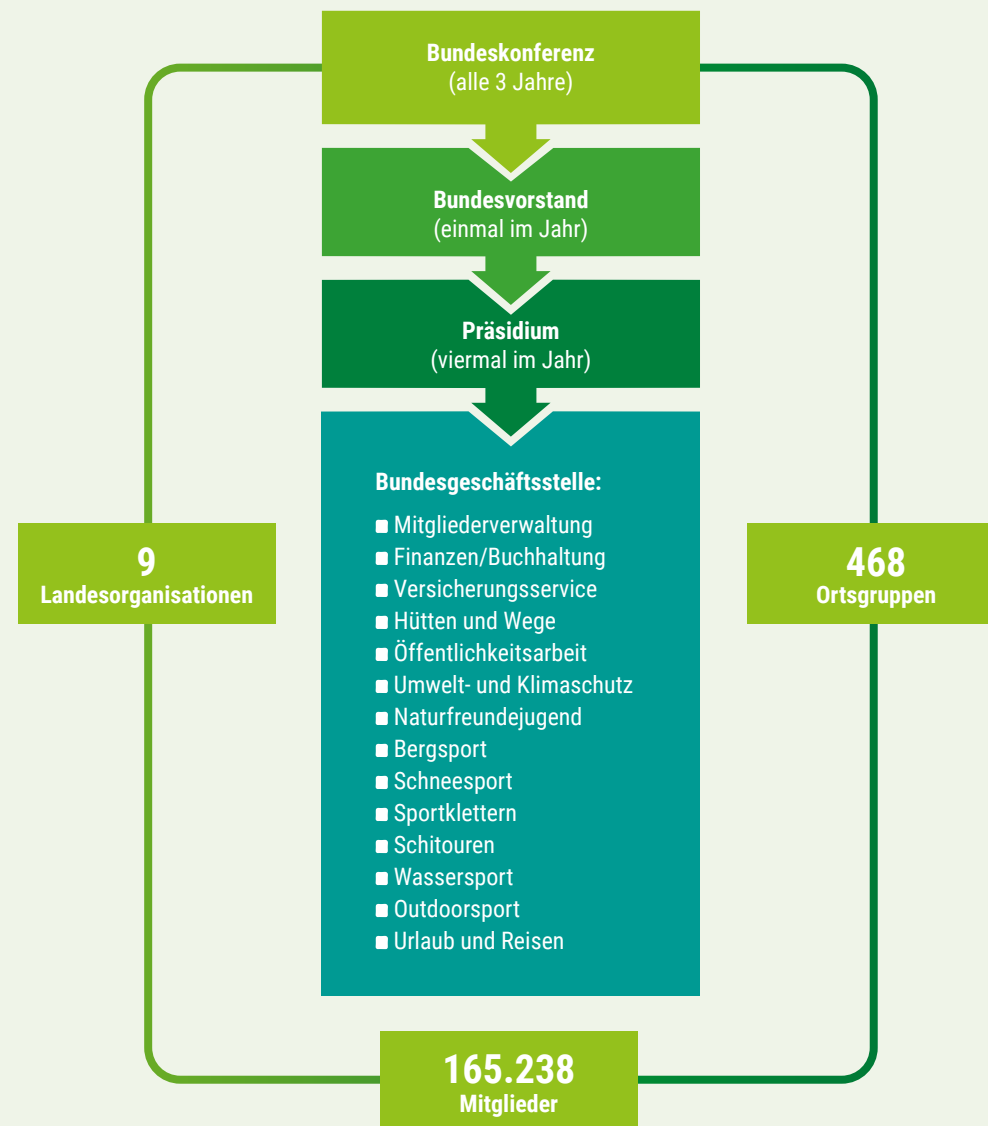 Bundeskonferenz
(alle 3 Jahre)
Bundesvorstand
(einmal im Jahr)
Präsidium
(viermal im Jahr)
Bundesgeschäftsstelle:
Mitgliederverwaltung
Finanzen/Buchhaltung
Versicherungsservice
Hütten und Wege
Öffentlichkeitsarbeit
Umwelt- und Klimaschutz
Naturfreundejugend
Bergsport
Schneesport
Sportklettern
Schitouren
Wassersport
Outdoorsport
Urlaub und Reisen
9
Landesorganisationen
468
Ortsgruppen
165.238
Mitglieder